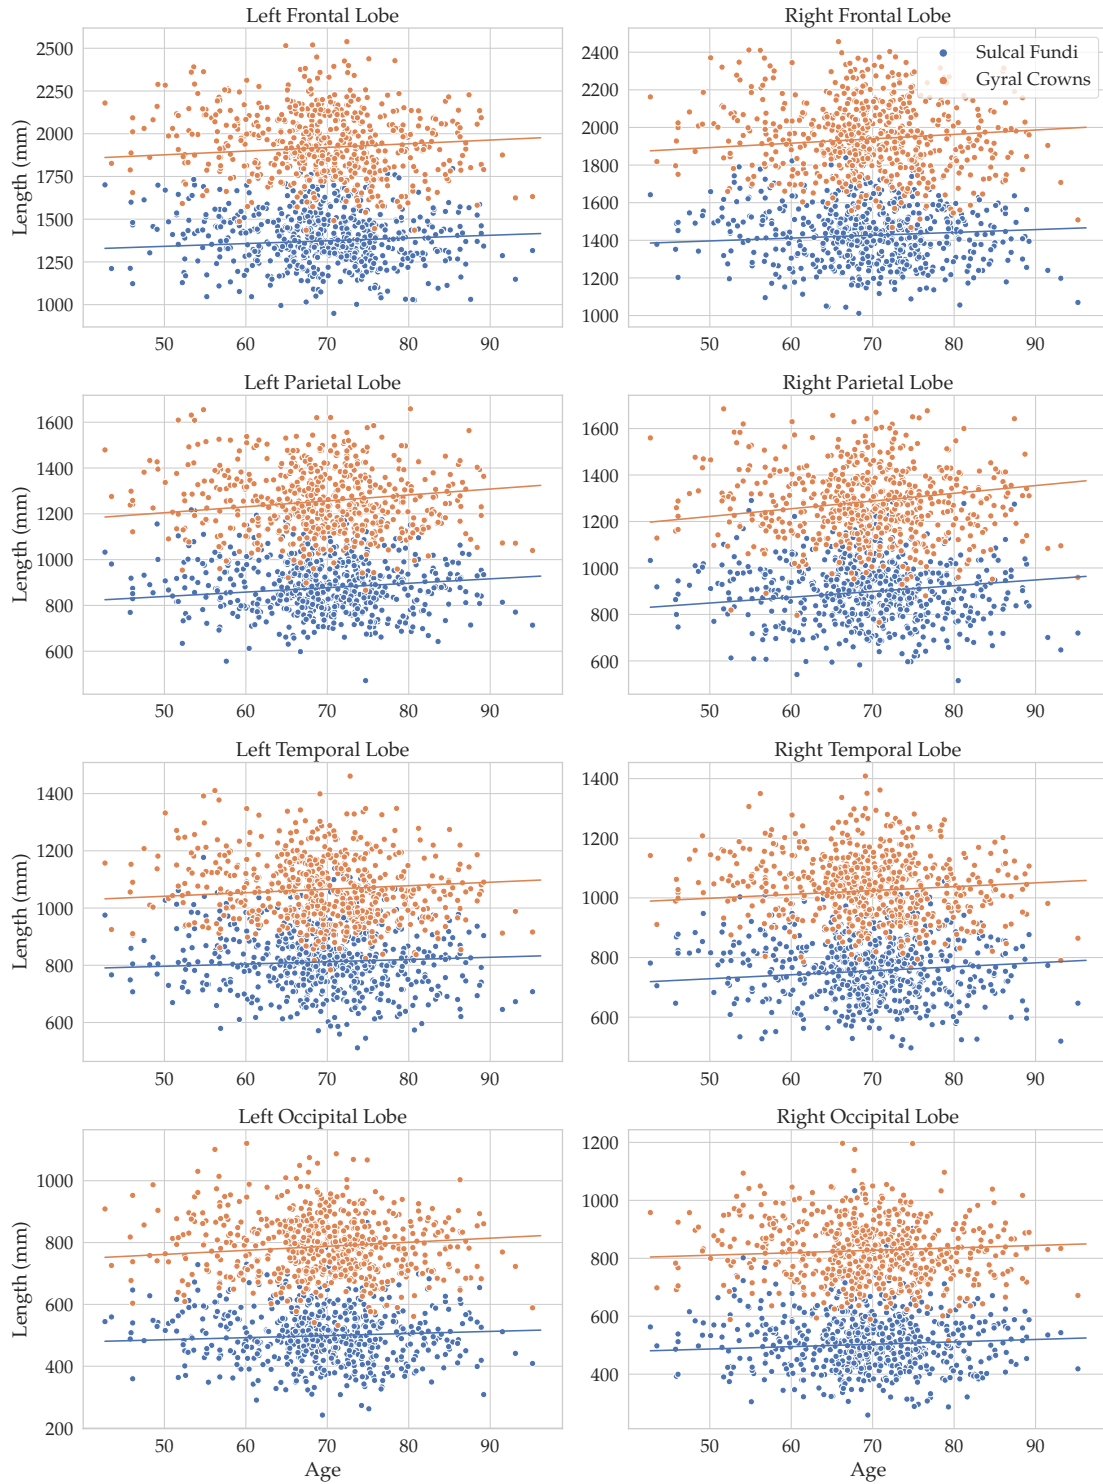 Left Frontal Lobe
Right Frontal Lobe
Sulcal Fundi
Gyral Crowns
Length (mm)
2500
2250
2000
1750
1500
1250
1000
50 60 70 80 90
2400
2200
2000
1800
1600
1400
1200
1000
50 60 70 80 90
Left Parietal Lobe
Right Parietal Lobe
Length (mm)
1600
1400
1200
1000
800
600
50 60 70 80 90
1600
1400
1200
1000
800
600
50 60 70 80 90
Left Temporal Lobe
Right Temporal Lobe
Length (mm)
1400
1200
1000
800
600
50 60 70 80 90
1400
1200
1000
800
600
50 60 70 80 90
Left Occipital Lobe
Right Occipital Lobe
Length (mm)
1000
800
600
400
200
50 60 70 80 90
Age
1200
1000
800
600
400
50 60 70 80 90
Age